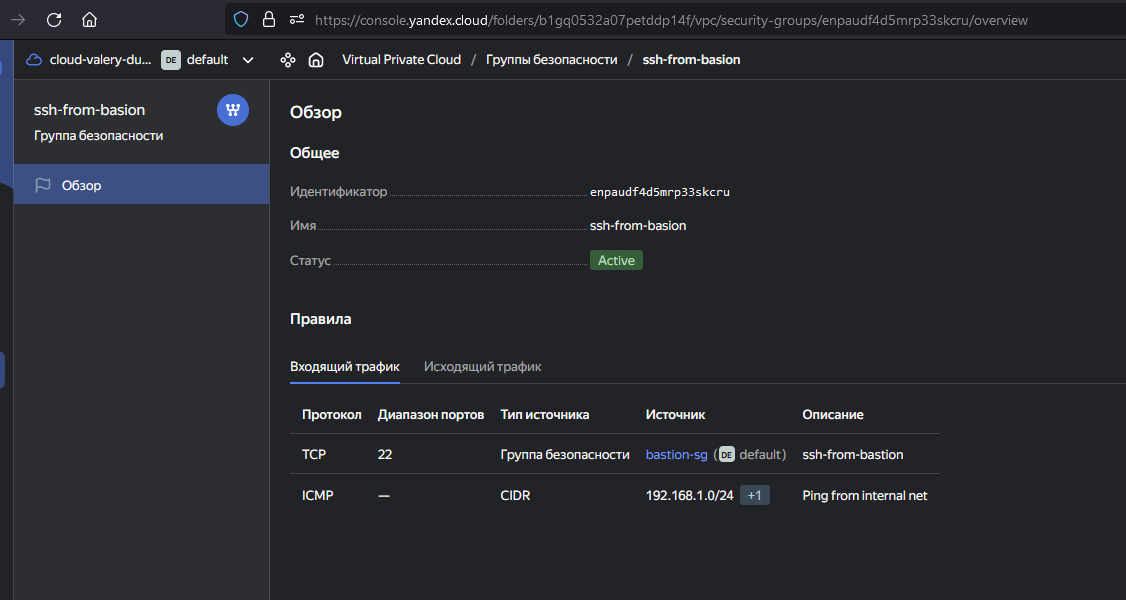 https://console.yandex.cloud/folders/b1gq0532a07petddp14f/vpc/security-groups/enpaudf4d5mrp33skcru/overview
cloud-valery-du... DE default Virtual Private Cloud / Группы безопасности / ssh-from-basion
ssh-from-basion
Группа безопасности
Обзор
Обзор
Общее
Идентификатор enpaudf4d5mrp33skcru
Имя ssh-from-basion
Статус Active
Правила
Входящий трафик Исходящий трафик
Протокол Диапазон портов Тип источника Источник Описание
TCP 22 Группа безопасности bastion-sg (DE default) ssh-from-bastion
ICMP — CIDR 192.168.1.0/24 +1 Ping from internal net